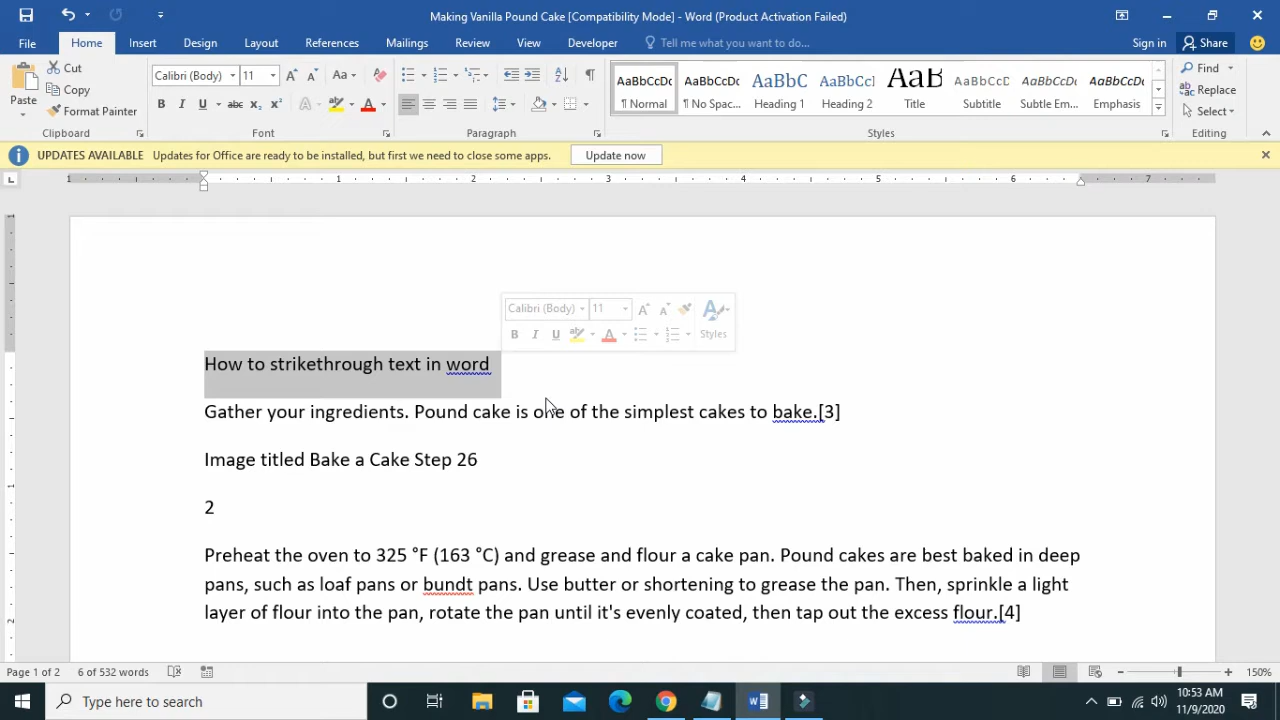 Making Vanilla Pound Cake [Compatibility Mode] - Word (Product Activation Failed)
File Home Insert Design Layout References Mailings Review View Developer Tell me what you want to do... Sign in Share
Cut
Copy
Format Painter
Paste
Calibri (Body) 11
Find
Replace
Select
AaBbCcDc AaBbCcDc AaBbC AaBbCcI AaB AaBbCcD AaBbCcDc AaBbCcDc
¶ Normal ¶ No Spac... Heading 1 Heading 2 Title Subtitle Subtle Em... Emphasis
Clipboard Font Paragraph Styles Editing
UPDATES AVAILABLE Updates for Office are ready to be installed, but first we need to close some apps. Update now
1 1 2 3 4 5 6 7
Calibri (Body) 11
Styles
How to strikethrough text in word
Gather your ingredients. Pound cake is one of the simplest cakes to bake.[3]
Image titled Bake a Cake Step 26
2
Preheat the oven to 325 °F (163 °C) and grease and flour a cake pan. Pound cakes are best baked in deep
pans, such as loaf pans or bundt pans. Use butter or shortening to grease the pan. Then, sprinkle a light
layer of flour into the pan, rotate the pan until it's evenly coated, then tap out the excess flour.[4]
Page 1 of 2 6 of 532 words 150%
Type here to search
10:53 AM
11/9/2020